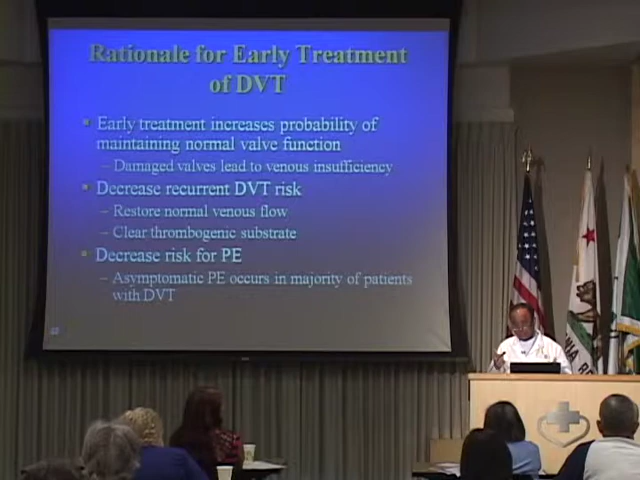 Rationale for Early Treatment
of DVT
Early treatment increases probability of
maintaining normal valve function
– Damaged valves lead to venous insufficiency
Decrease recurrent DVT risk
– Restore normal venous flow
– Clear thrombogenic substrate
Decrease risk for PE
– Asymptomatic PE occurs in majority of patients
with DVT